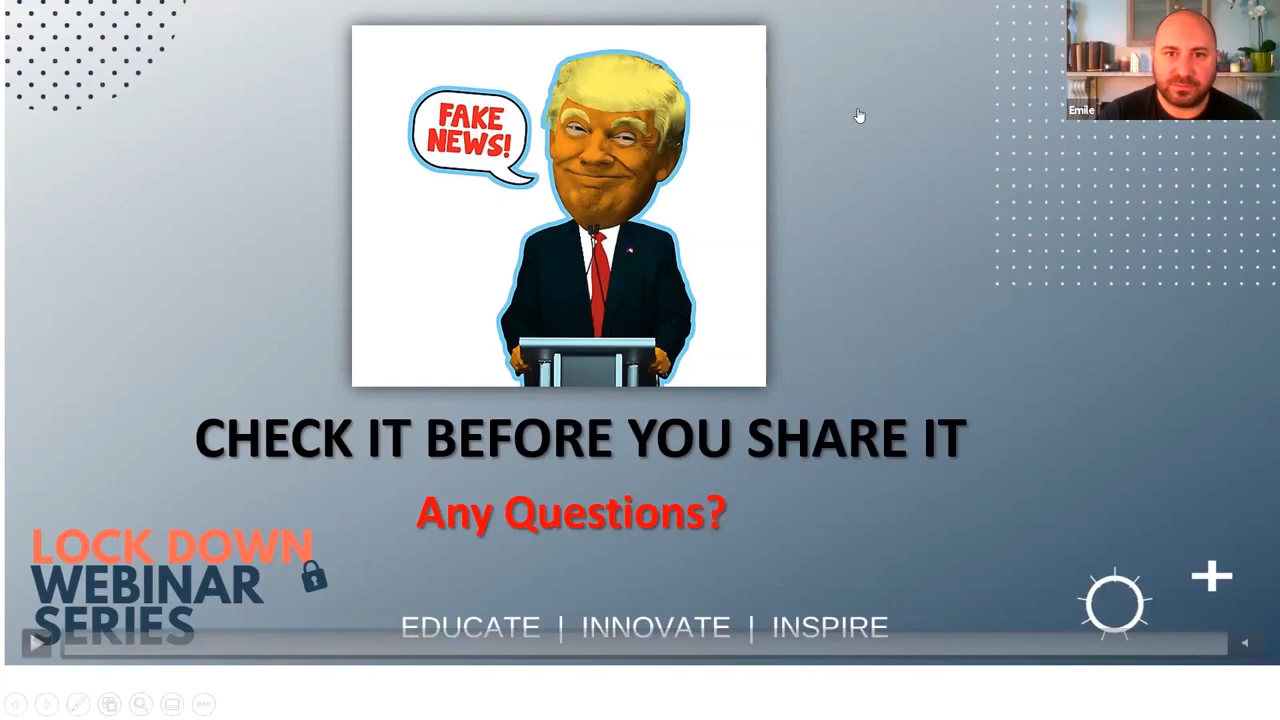 FAKE
NEWS!
Emile
CHECK IT BEFORE YOU SHARE IT
Any Questions?
LOCK DOWN
WEBINAR
SERIES
EDUCATE | INNOVATE | INSPIRE